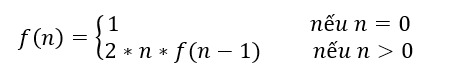 f(n) = { 1 nếu n = 0
2 * n * f(n − 1) nếu n > 0